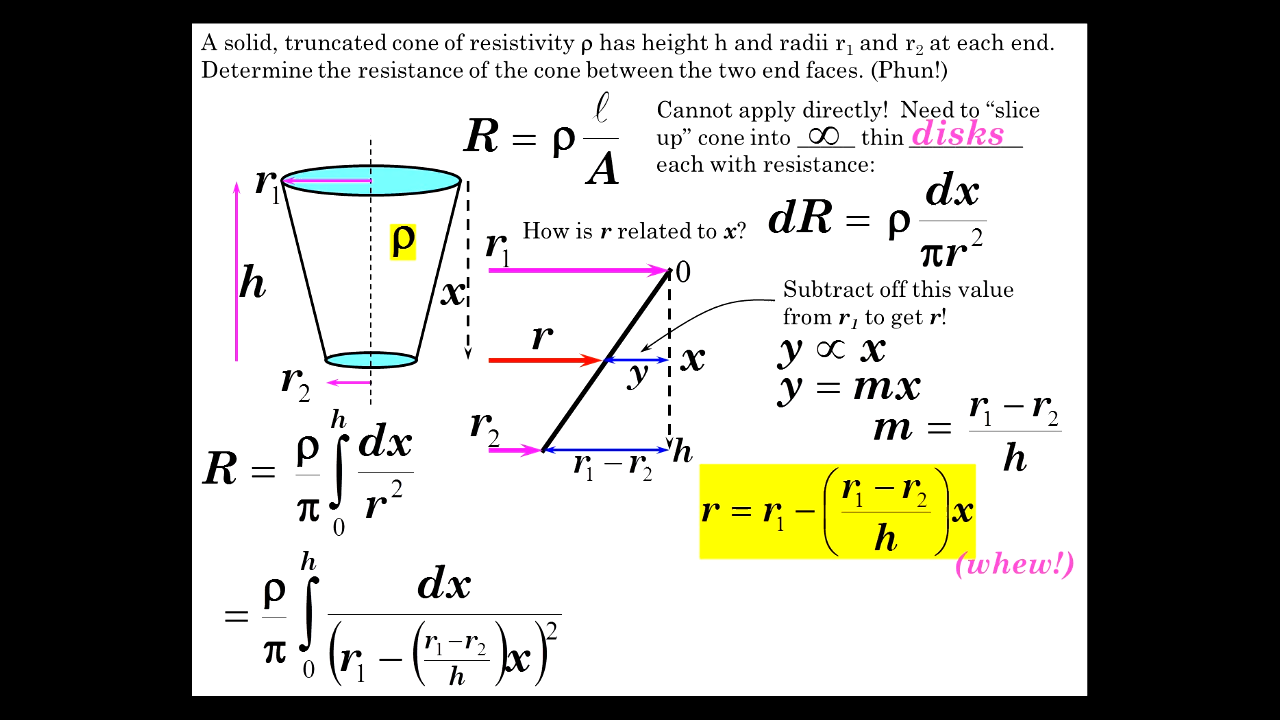 A solid, truncated cone of resistivity ρ has height h and radii r₁ and r₂ at each end.
Determine the resistance of the cone between the two end faces. (Phun!)
R = ρ ℓ/A
Cannot apply directly! Need to “slice
up” cone into ∞ thin disks
each with resistance:
dR = ρ dx/πr²
r₁
ρ
h
x
r₂
How is r related to x?
r₁
0
r
y
x
r₂
r₁ − r₂
h
Subtract off this value
from r₁ to get r!
y ∝ x
y = mx
m = (r₁ − r₂)/h
r = r₁ − ((r₁ − r₂)/h)x
(whew!)
R = ρ/π ∫₀ʰ dx/r²
= ρ/π ∫₀ʰ dx/(r₁ − ((r₁ − r₂)/h)x)²